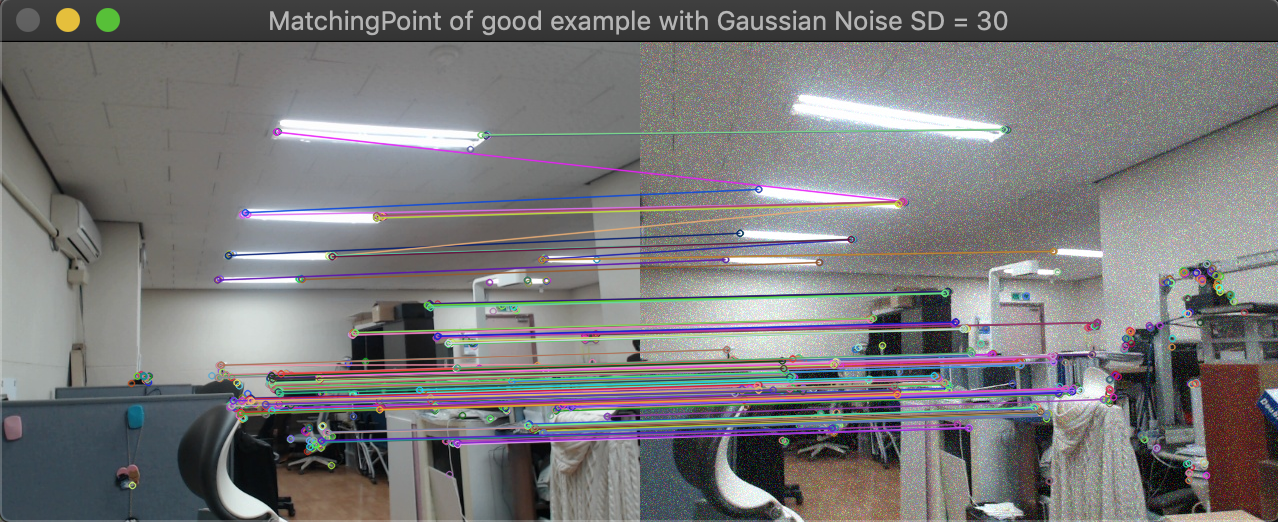 MatchingPoint of good example with Gaussian Noise SD = 30